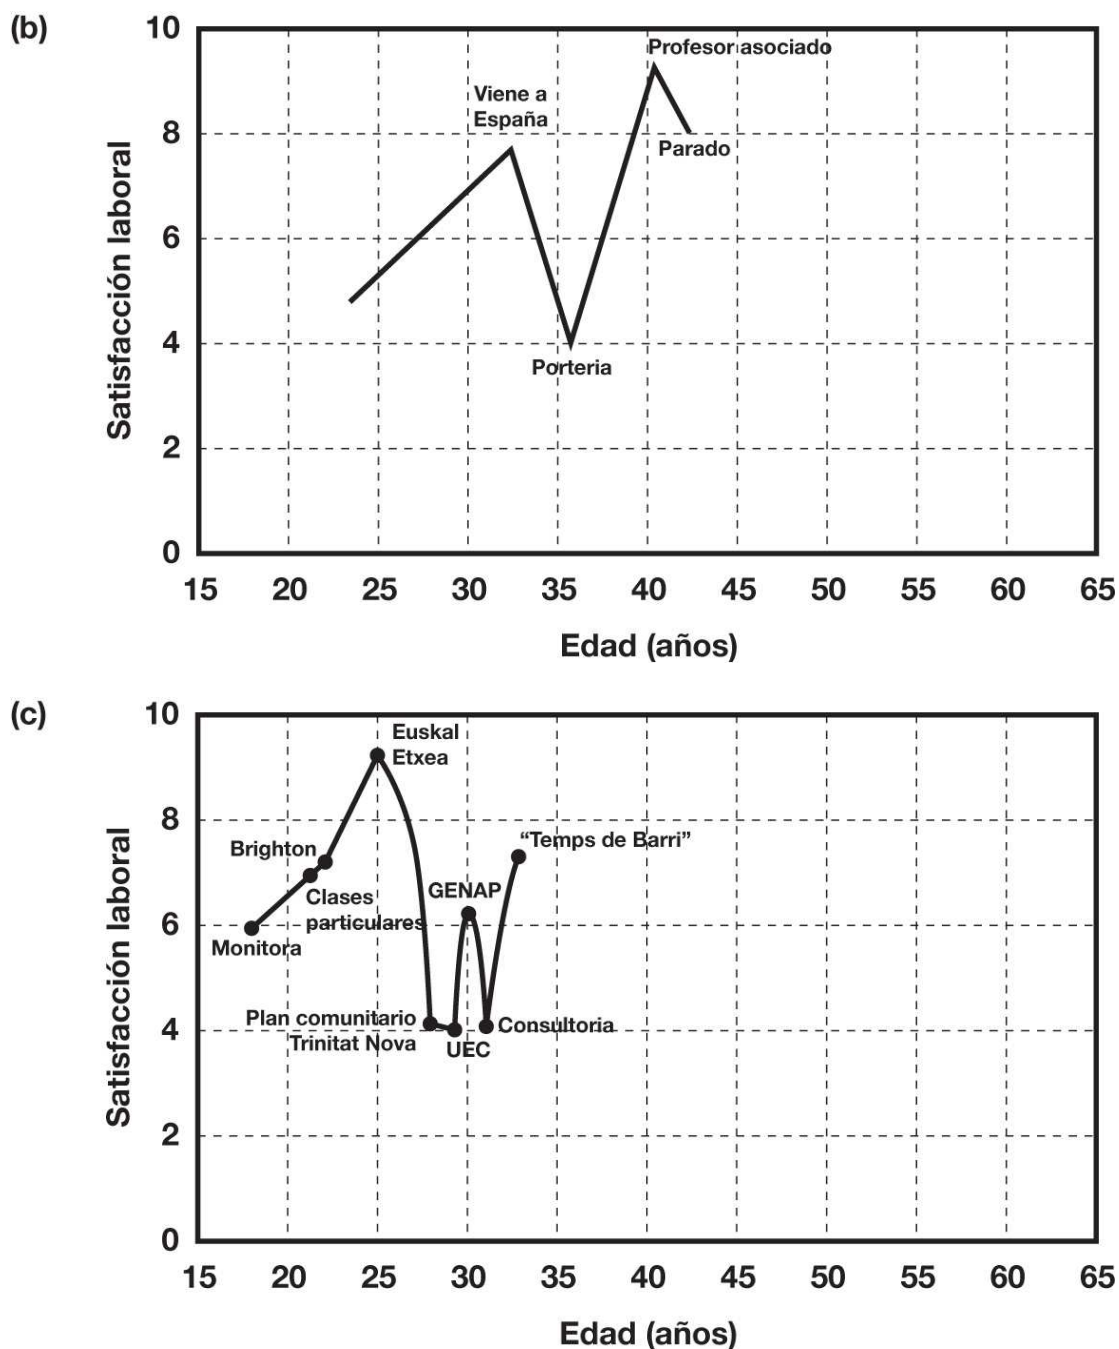 (b)
10
8
6
4
2
0
Satisfacción laboral
Viene a
España
Porteria
Profesor asociado
Parado
15 20 25 30 35 40 45 50 55 60 65
Edad (años)
(c)
10
8
6
4
2
0
Satisfacción laboral
Euskal
Etxea
Brighton
Clases
particulares
Monitora
"Temps de Barri"
GENAP
Plan comunitario
Trinitat Nova
UEC
Consultoria
15 20 25 30 35 40 45 50 55 60 65
Edad (años)